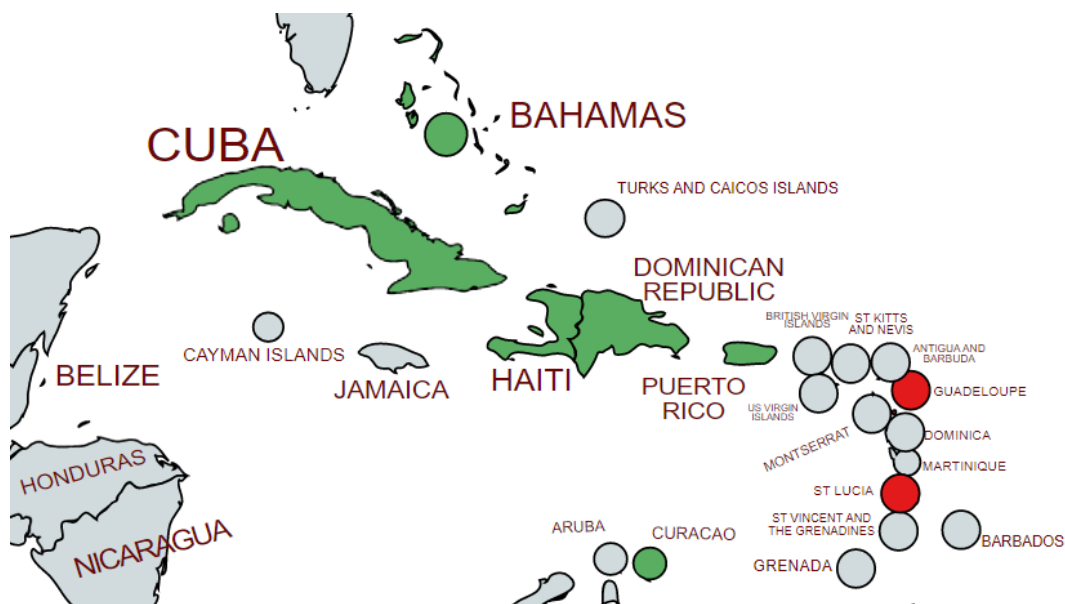 BAHAMAS
CUBA
TURKS AND CAICOS ISLANDS
DOMINICAN
REPUBLIC
BRITISH VIRGIN
ISLANDS
ST KITTS
AND NEVIS
ANTIGUA AND
BARBUDA
CAYMAN ISLANDS
BELIZE
JAMAICA
HAITI
PUERTO
RICO
US VIRGIN
ISLANDS
GUADELOUPE
MONTSERRAT
DOMINICA
HONDURAS
MARTINIQUE
ST LUCIA
NICARAGUA
ST VINCENT AND
THE GRENADINES
ARUBA
CURACAO
BARBADOS
GRENADA